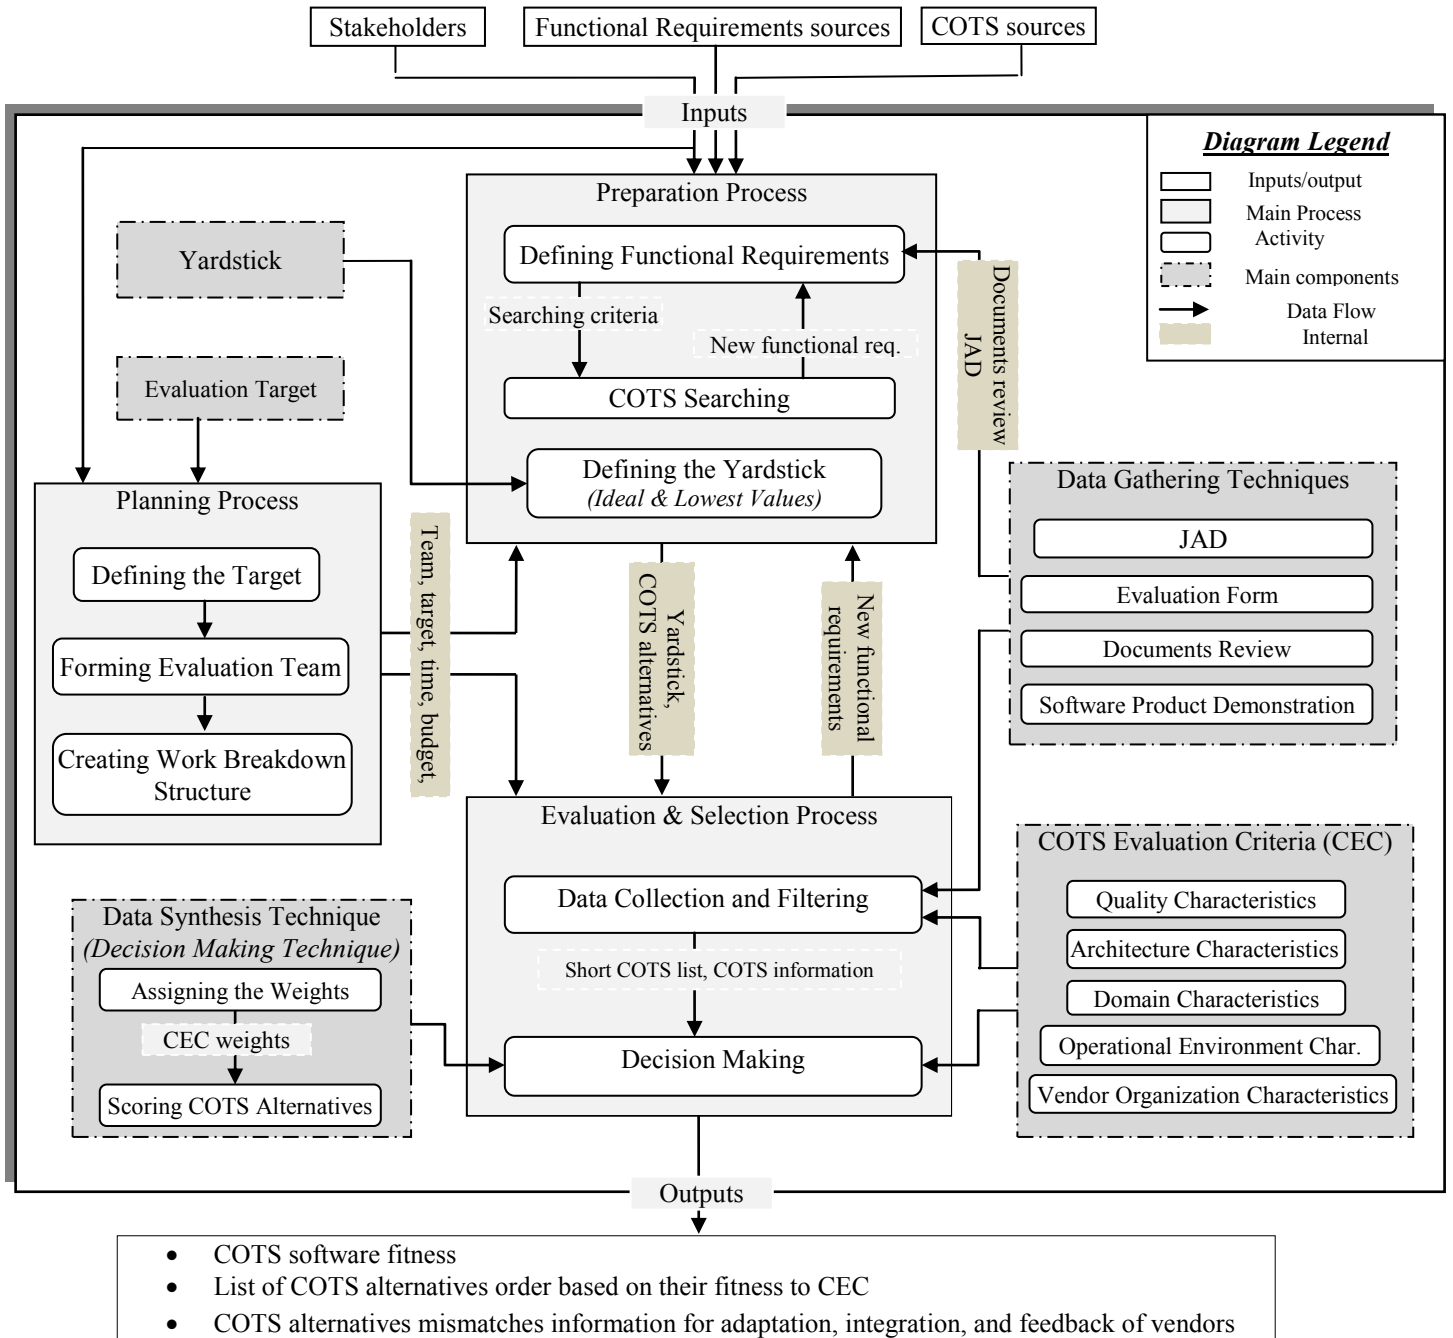 Stakeholders
Functional Requirements sources
COTS sources
Inputs
Diagram Legend
Inputs/output
Main Process
Activity
Main components
Data Flow
Internal
Preparation Process
Defining Functional Requirements
Searching criteria
New functional req.
COTS Searching
Defining the Yardstick
(Ideal & Lowest Values)
Yardstick
Evaluation Target
Documents review
JAD
Planning Process
Defining the Target
Forming Evaluation Team
Creating Work Breakdown
Structure
Team, target, time, budget,
Yardstick,
COTS alternatives
New functional
requirements
Data Gathering Techniques
JAD
Evaluation Form
Documents Review
Software Product Demonstration
Evaluation & Selection Process
Data Collection and Filtering
Short COTS list, COTS information
Decision Making
COTS Evaluation Criteria (CEC)
Quality Characteristics
Architecture Characteristics
Domain Characteristics
Operational Environment Char.
Vendor Organization Characteristics
Data Synthesis Technique
(Decision Making Technique)
Assigning the Weights
CEC weights
Scoring COTS Alternatives
Outputs
• COTS software fitness
• List of COTS alternatives order based on their fitness to CEC
• COTS alternatives mismatches information for adaptation, integration, and feedback of vendors